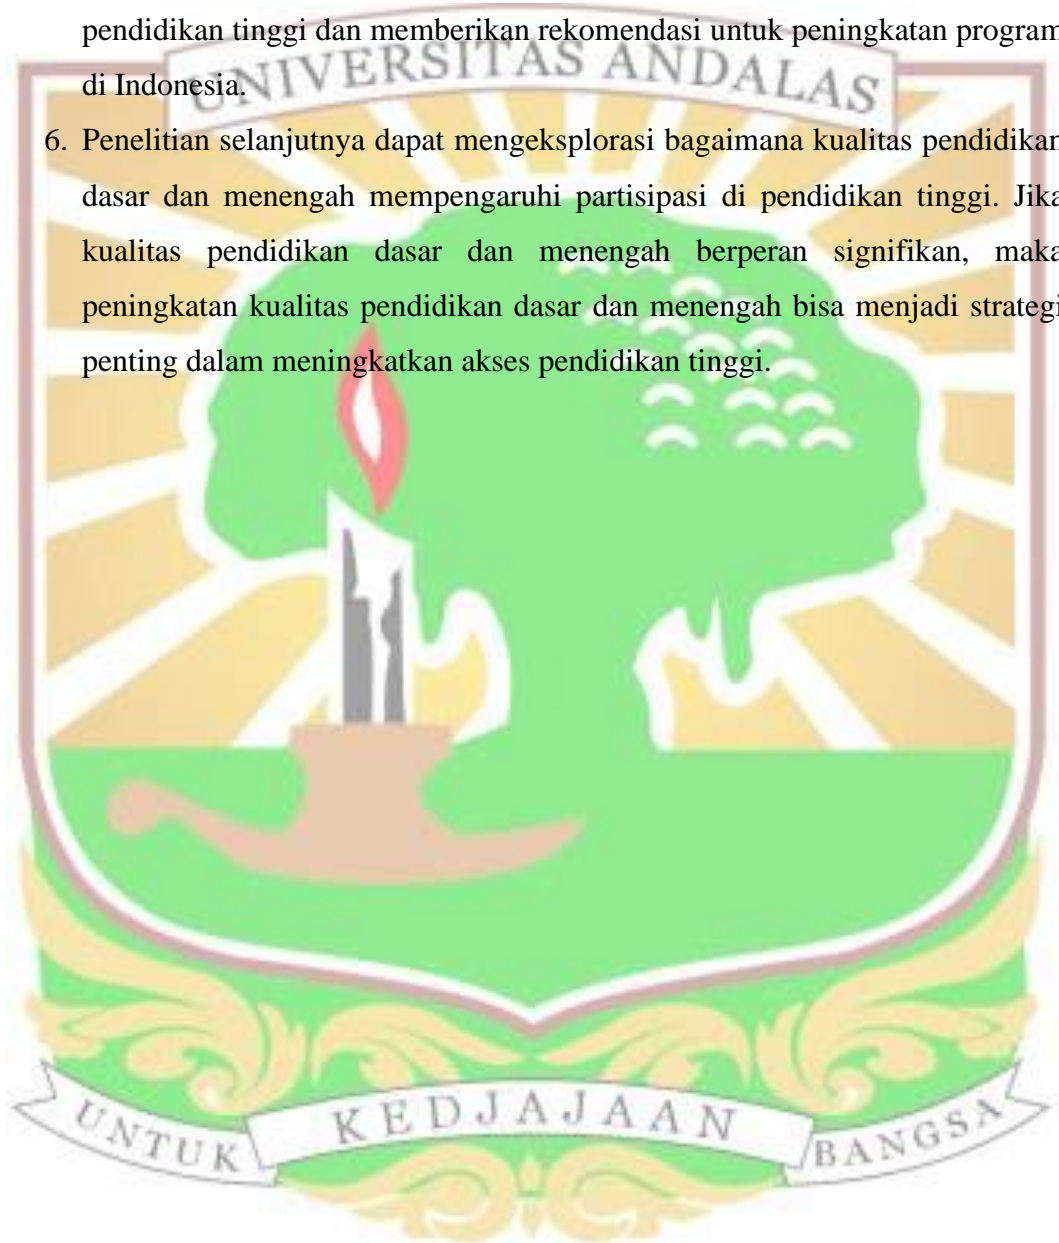 pendidikan tinggi dan memberikan rekomendasi untuk peningkatan program
di Indonesia.
UNIVERSITAS ANDALAS
6. Penelitian selanjutnya dapat mengeksplorasi bagaimana kualitas pendidikan
dasar dan menengah mempengaruhi partisipasi di pendidikan tinggi. Jika
kualitas pendidikan dasar dan menengah berperan signifikan, maka
peningkatan kualitas pendidikan dasar dan menengah bisa menjadi strategi
penting dalam meningkatkan akses pendidikan tinggi.
UNTUK KEDJAJAAN BANGSA